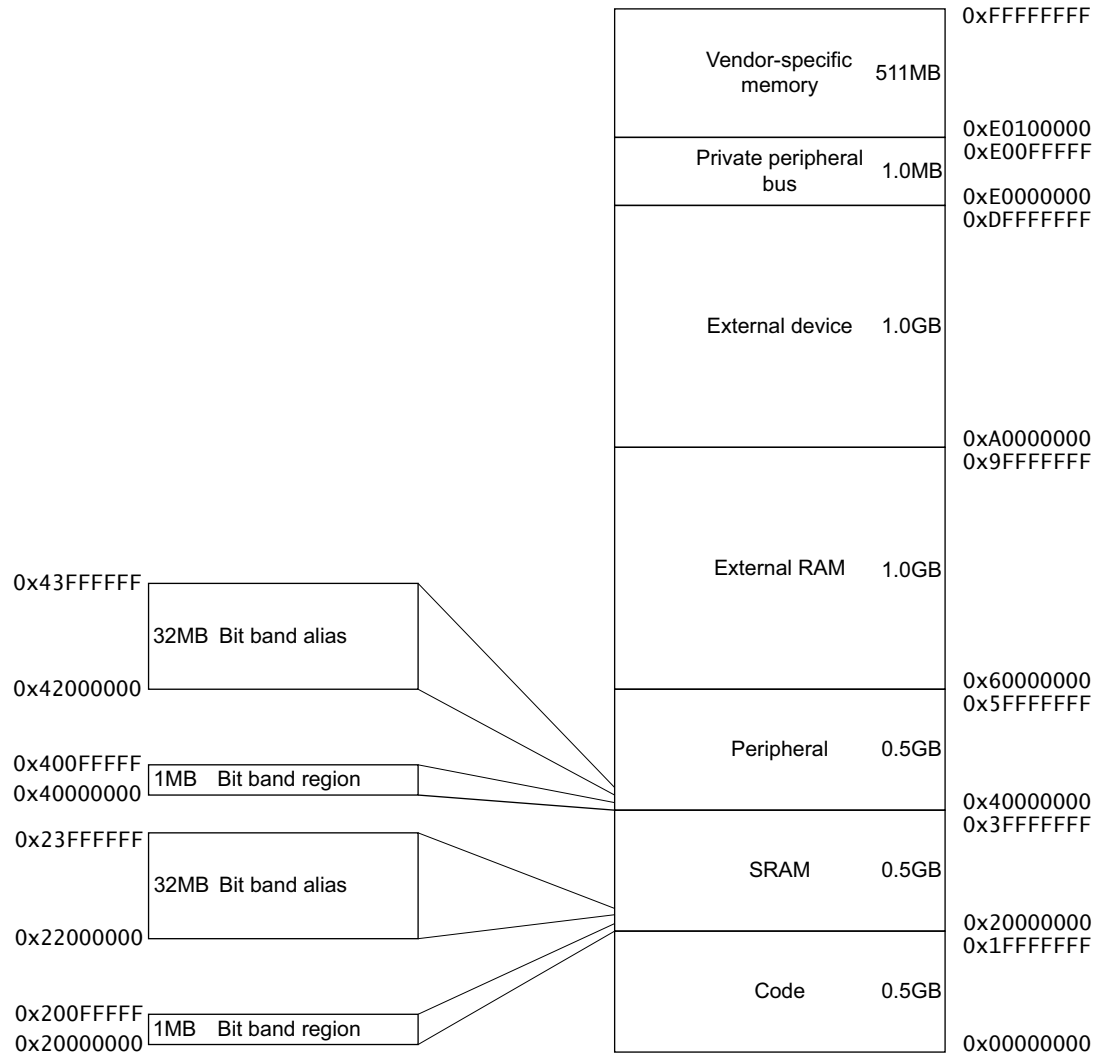 0xFFFFFFFF
Vendor-specific
memory
511MB
0xE0100000
0xE00FFFFF
Private peripheral
bus
1.0MB
0xE0000000
0xDFFFFFFF
External device
1.0GB
0xA0000000
0x9FFFFFFF
External RAM
1.0GB
0x60000000
0x5FFFFFFF
Peripheral
0.5GB
0x40000000
0x3FFFFFFF
SRAM
0.5GB
0x20000000
0x1FFFFFFF
Code
0.5GB
0x00000000
0x43FFFFFF
32MB Bit band alias
0x42000000
0x400FFFFF
1MB Bit band region
0x40000000
0x23FFFFFF
32MB Bit band alias
0x22000000
0x200FFFFF
1MB Bit band region
0x20000000